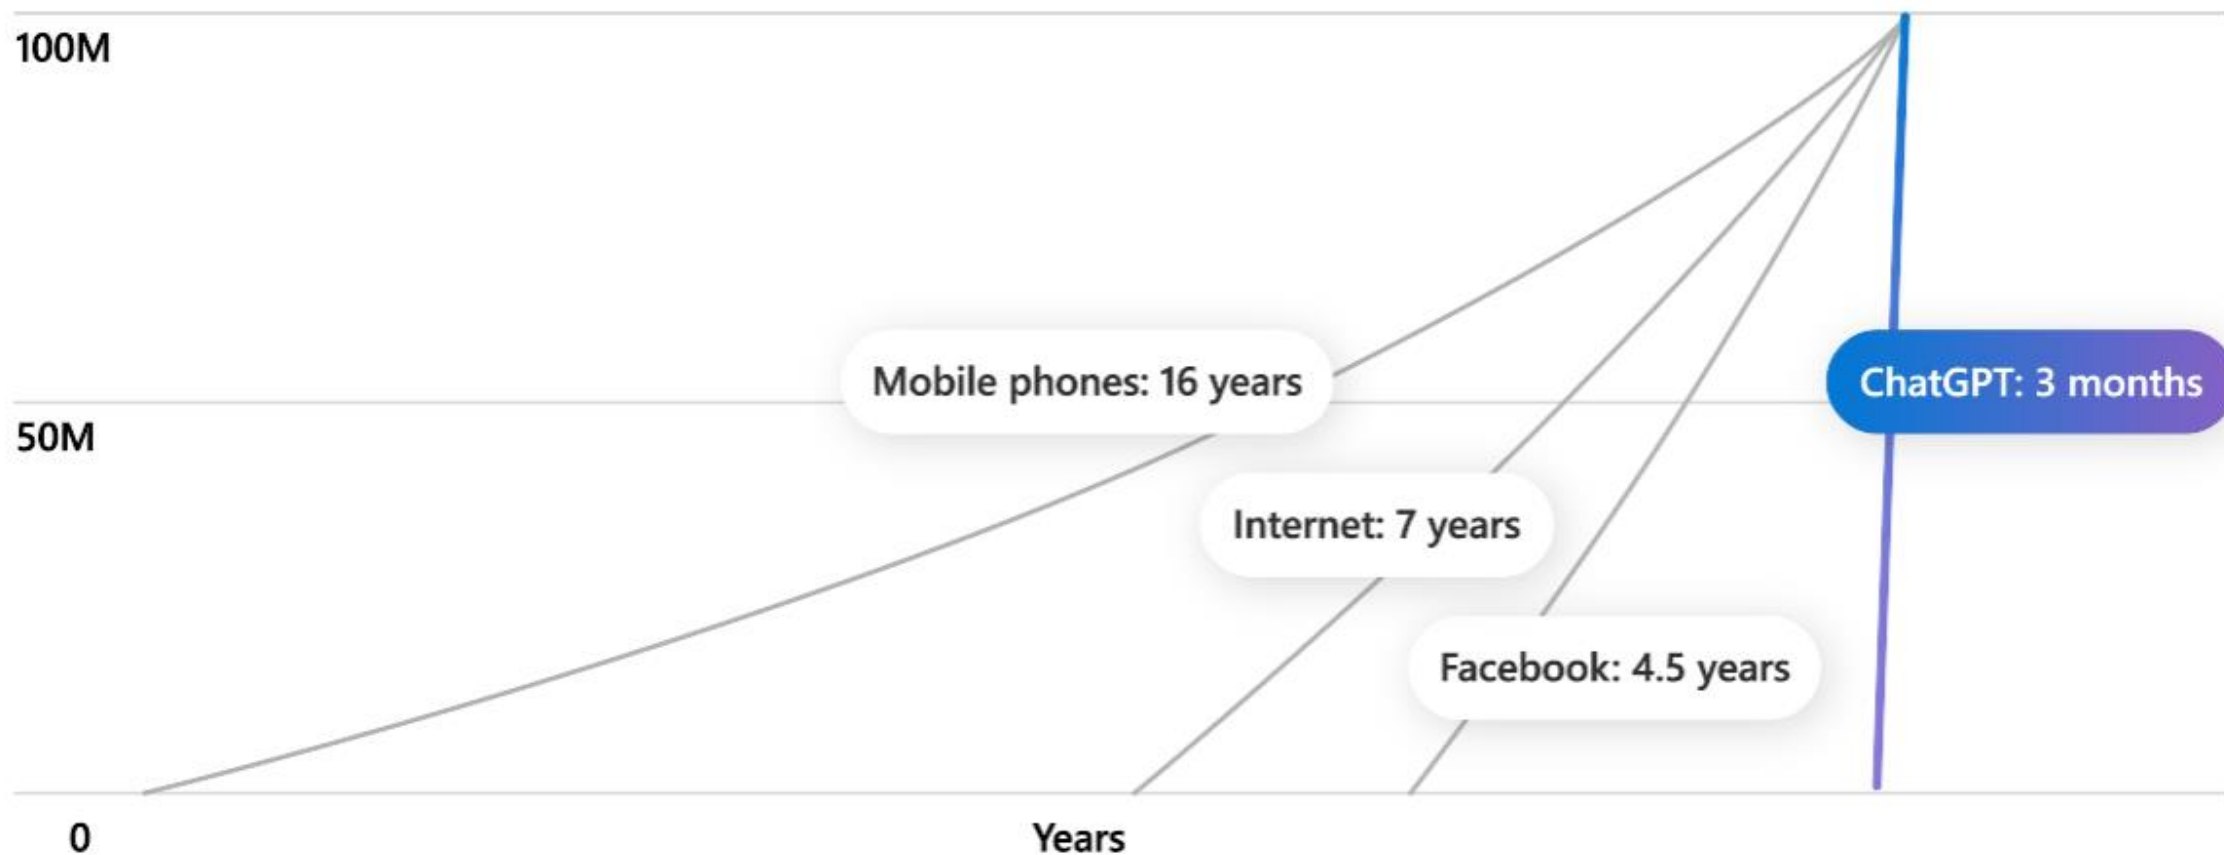 100M
Mobile phones: 16 years
ChatGPT: 3 months
50M
Internet: 7 years
Facebook: 4.5 years
0
Years